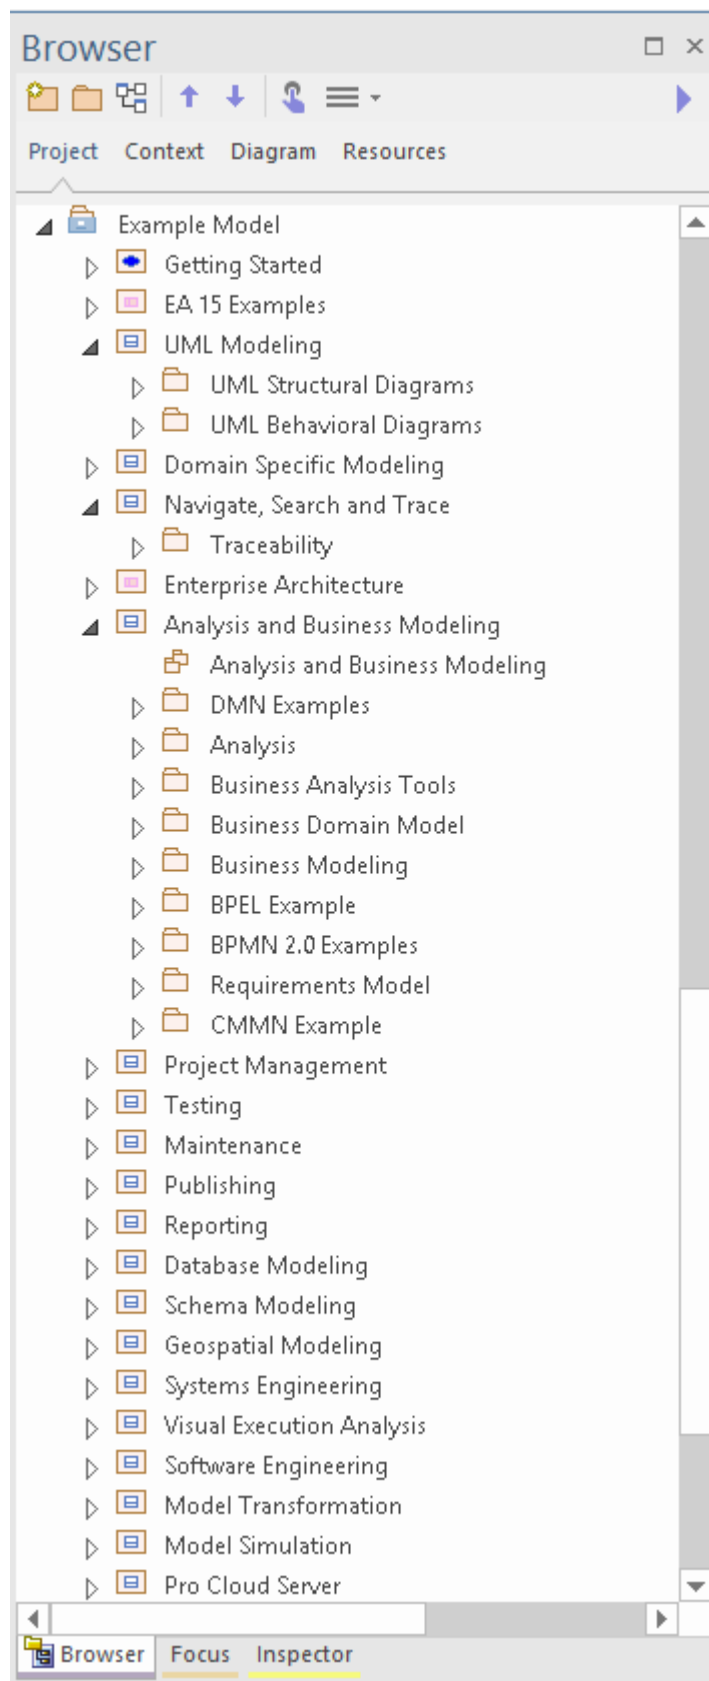 Browser
Project Context Diagram Resources
Example Model
Getting Started
EA 15 Examples
UML Modeling
UML Structural Diagrams
UML Behavioral Diagrams
Domain Specific Modeling
Navigate, Search and Trace
Traceability
Enterprise Architecture
Analysis and Business Modeling
Analysis and Business Modeling
DMN Examples
Analysis
Business Analysis Tools
Business Domain Model
Business Modeling
BPEL Example
BPMN 2.0 Examples
Requirements Model
CMMN Example
Project Management
Testing
Maintenance
Publishing
Reporting
Database Modeling
Schema Modeling
Geospatial Modeling
Systems Engineering
Visual Execution Analysis
Software Engineering
Model Transformation
Model Simulation
Pro Cloud Server
Browser Focus Inspector